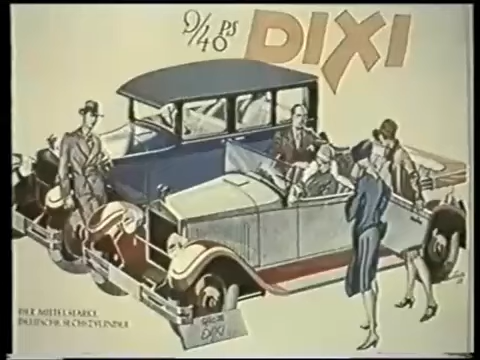 9/40 PS DIXI
DER MITTELSTARKE
DEUTSCHE SECHSZYLINDER
DIXI